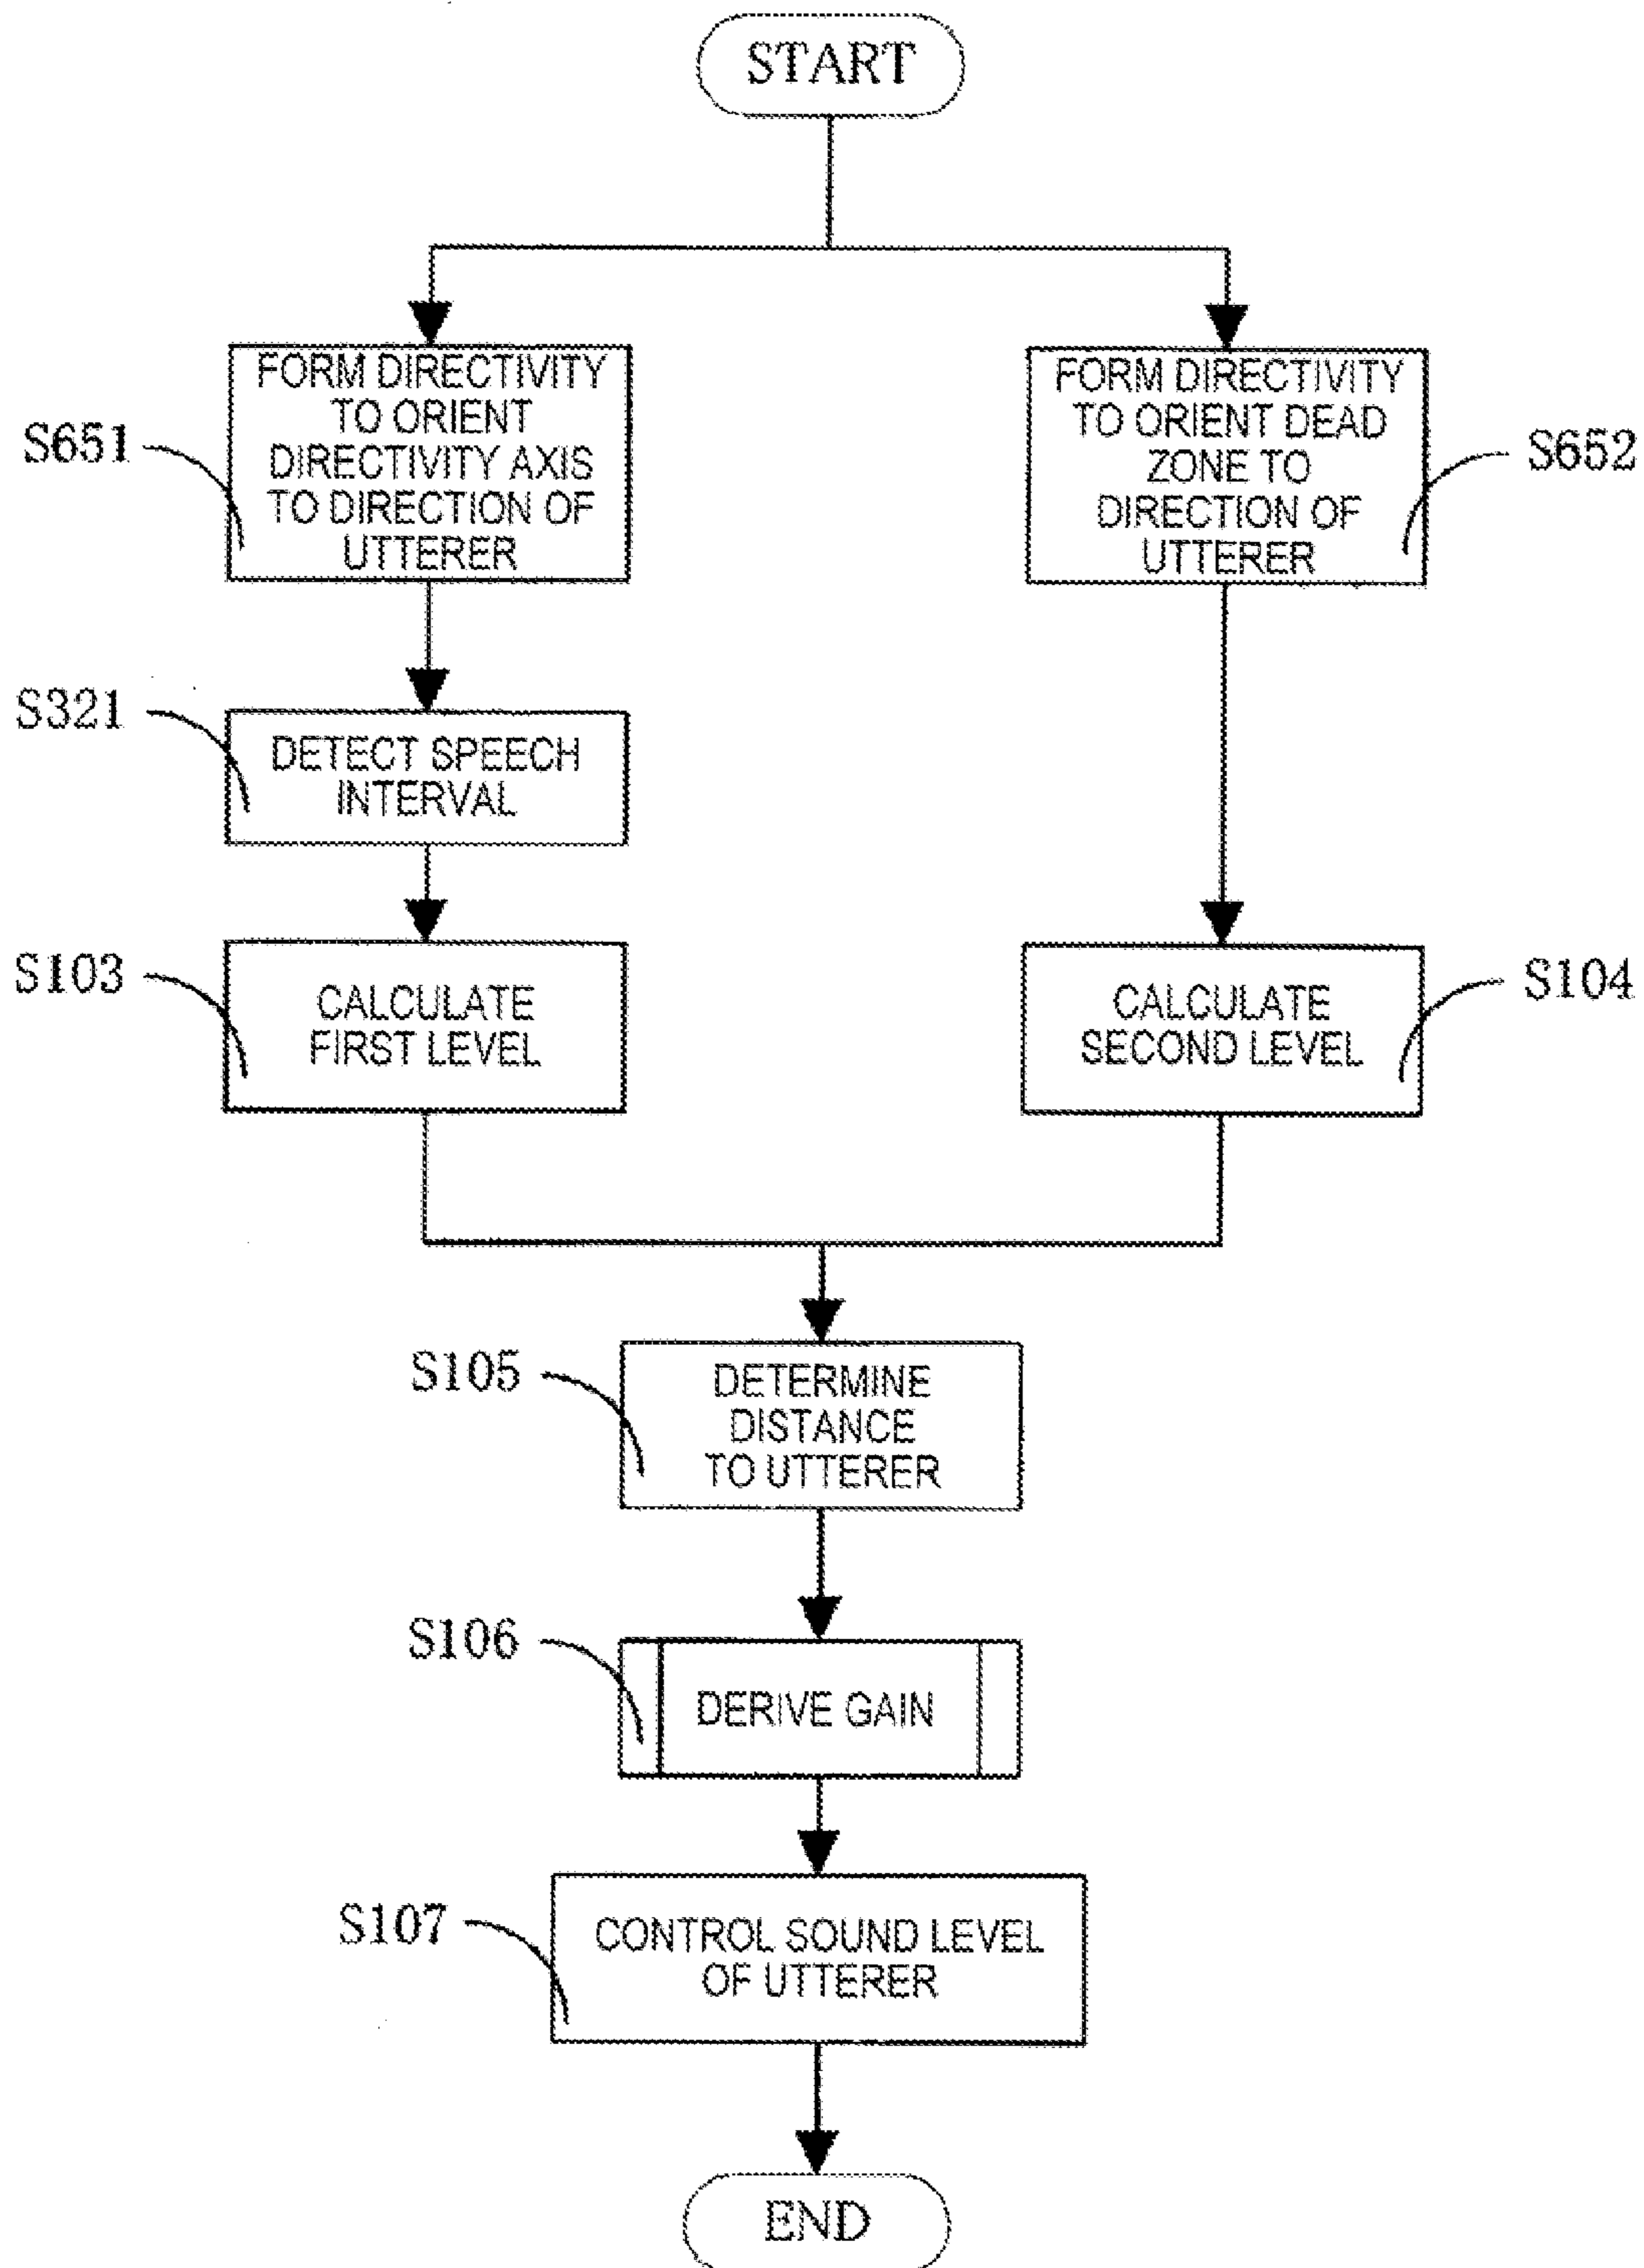 START
FORM DIRECTIVITY
TO ORIENT
DIRECTIVITY AXIS
TO DIRECTION OF
UTTERER
S651
FORM DIRECTIVITY
TO ORIENT DEAD
ZONE TO
DIRECTION OF
UTTERER
S652
S321
DETECT SPEECH
INTERVAL
S103
CALCULATE
FIRST LEVEL
CALCULATE
SECOND LEVEL
S104
S105
DETERMINE
DISTANCE
TO UTTERER
S106
DERIVE GAIN
S107
CONTROL SOUND LEVEL
OF UTTERER
END